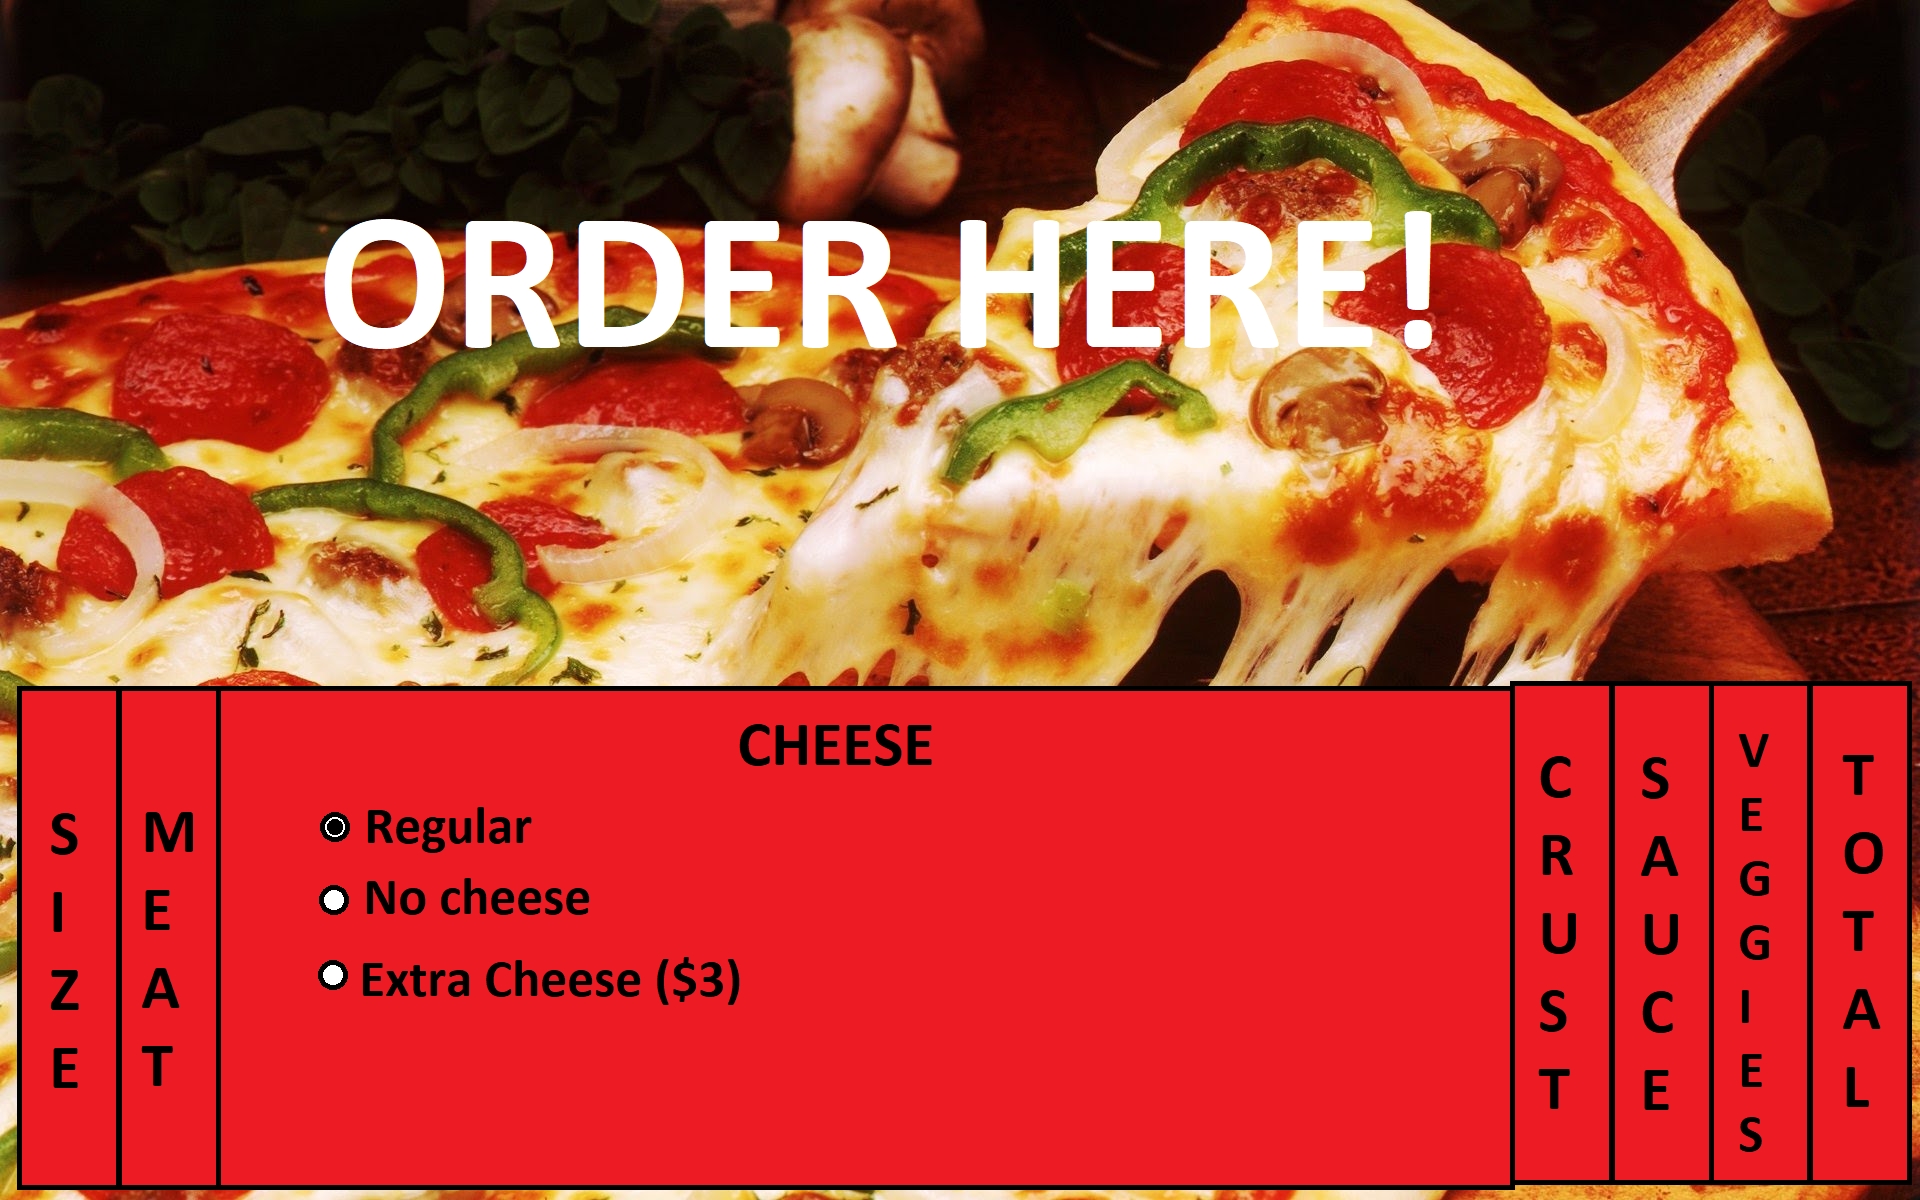 ORDER HERE!
SIZE
MEAT
CHEESE
Regular
No cheese
Extra Cheese ($3)
CRUST
SAUCE
VEGGIES
TOTAL